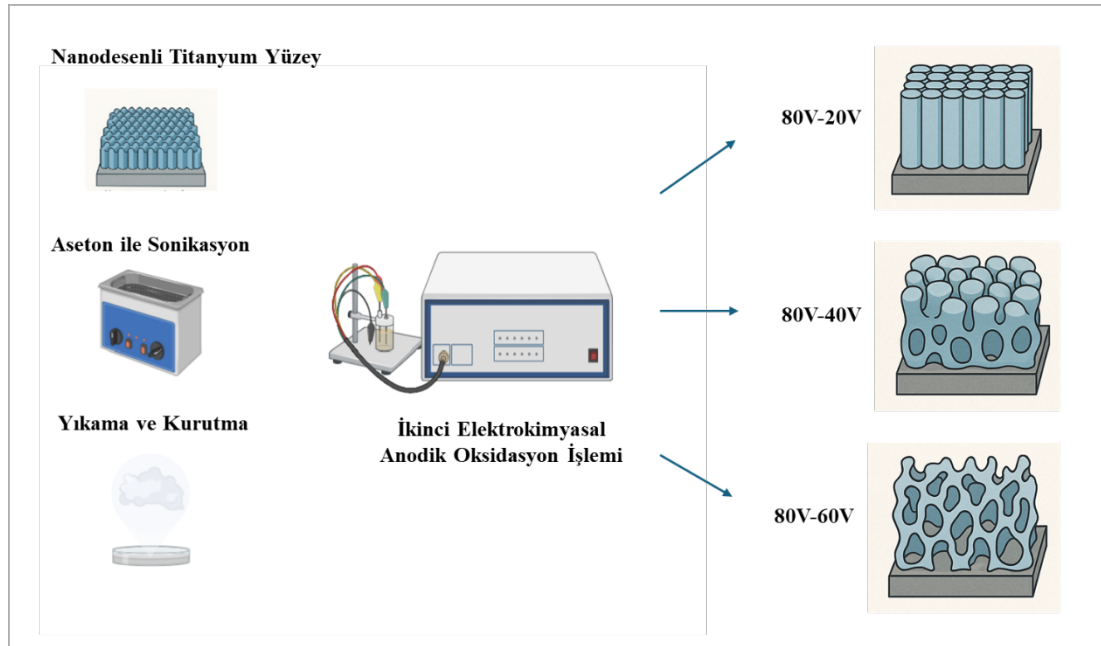 Nanodesenli Titanyum Yüzey
Aseton ile Sonikasyon
Yıkama ve Kurutma
İkinci Elektrokimyasal
Anodik Oksidasyon İşlemi
80V-20V
80V-40V
80V-60V